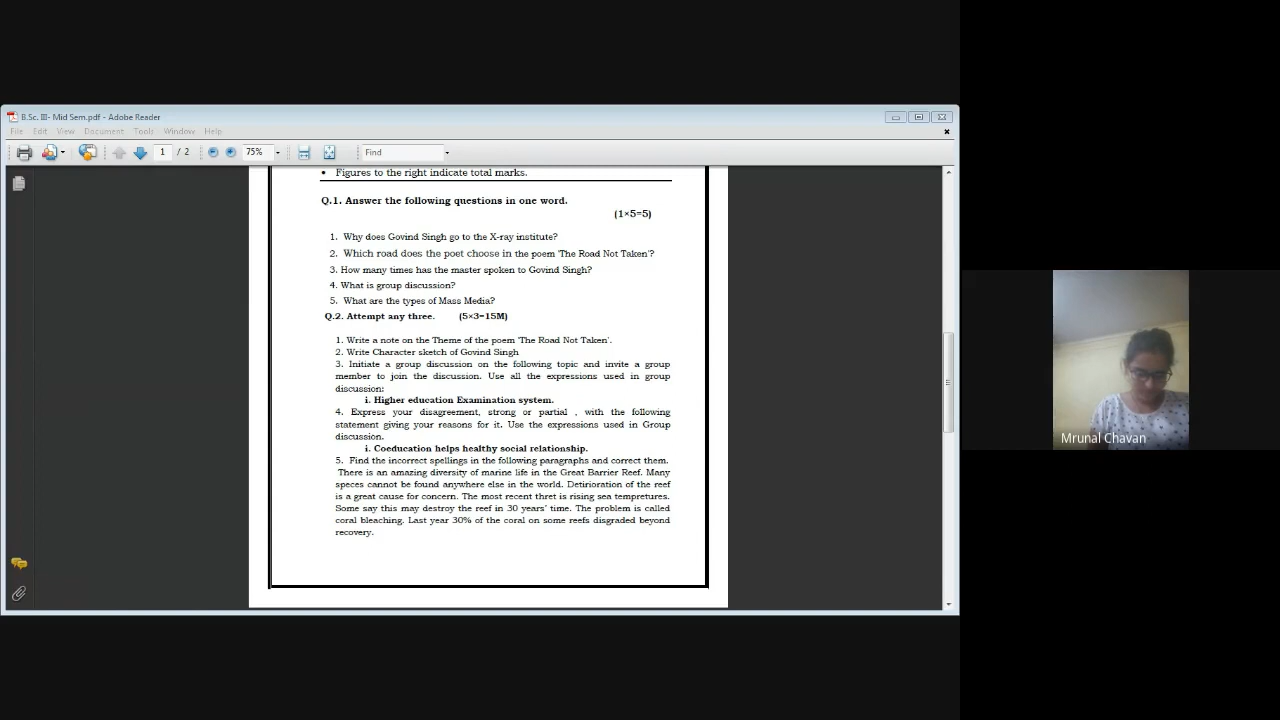 B.Sc. III- Mid Sem.pdf - Adobe Reader
File Edit View Document Tools Window Help
1 / 2 75% Find
• Figures to the right indicate total marks.
Q.1. Answer the following questions in one word.
(1×5=5)
1. Why does Govind Singh go to the X-ray institute?
2. Which road does the poet choose in the poem 'The Road Not Taken'?
3. How many times has the master spoken to Govind Singh?
4. What is group discussion?
5. What are the types of Mass Media?
Q.2. Attempt any three. (5×3=15M)
1. Write a note on the Theme of the poem 'The Road Not Taken'.
2. Write Character sketch of Govind Singh
3. Initiate a group discussion on the following topic and invite a group
member to join the discussion. Use all the expressions used in group
discussion:
i. Higher education Examination system.
4. Express your disagreement, strong or partial , with the following
statement giving your reasons for it. Use the expressions used in Group
discussion.
i. Coeducation helps healthy social relationship.
5. Find the incorrect spellings in the following paragraphs and correct them.
There is an amazing diversity of marine life in the Great Barrier Reef. Many
speces cannot be found anywhere else in the world. Detirioration of the reef
is a great cause for concern. The most recent thret is rising sea tempretures.
Some say this may destroy the reef in 30 years' time. The problem is called
coral bleaching. Last year 30% of the coral on some reefs disgraded beyond
recovery.
Mrunal Chavan